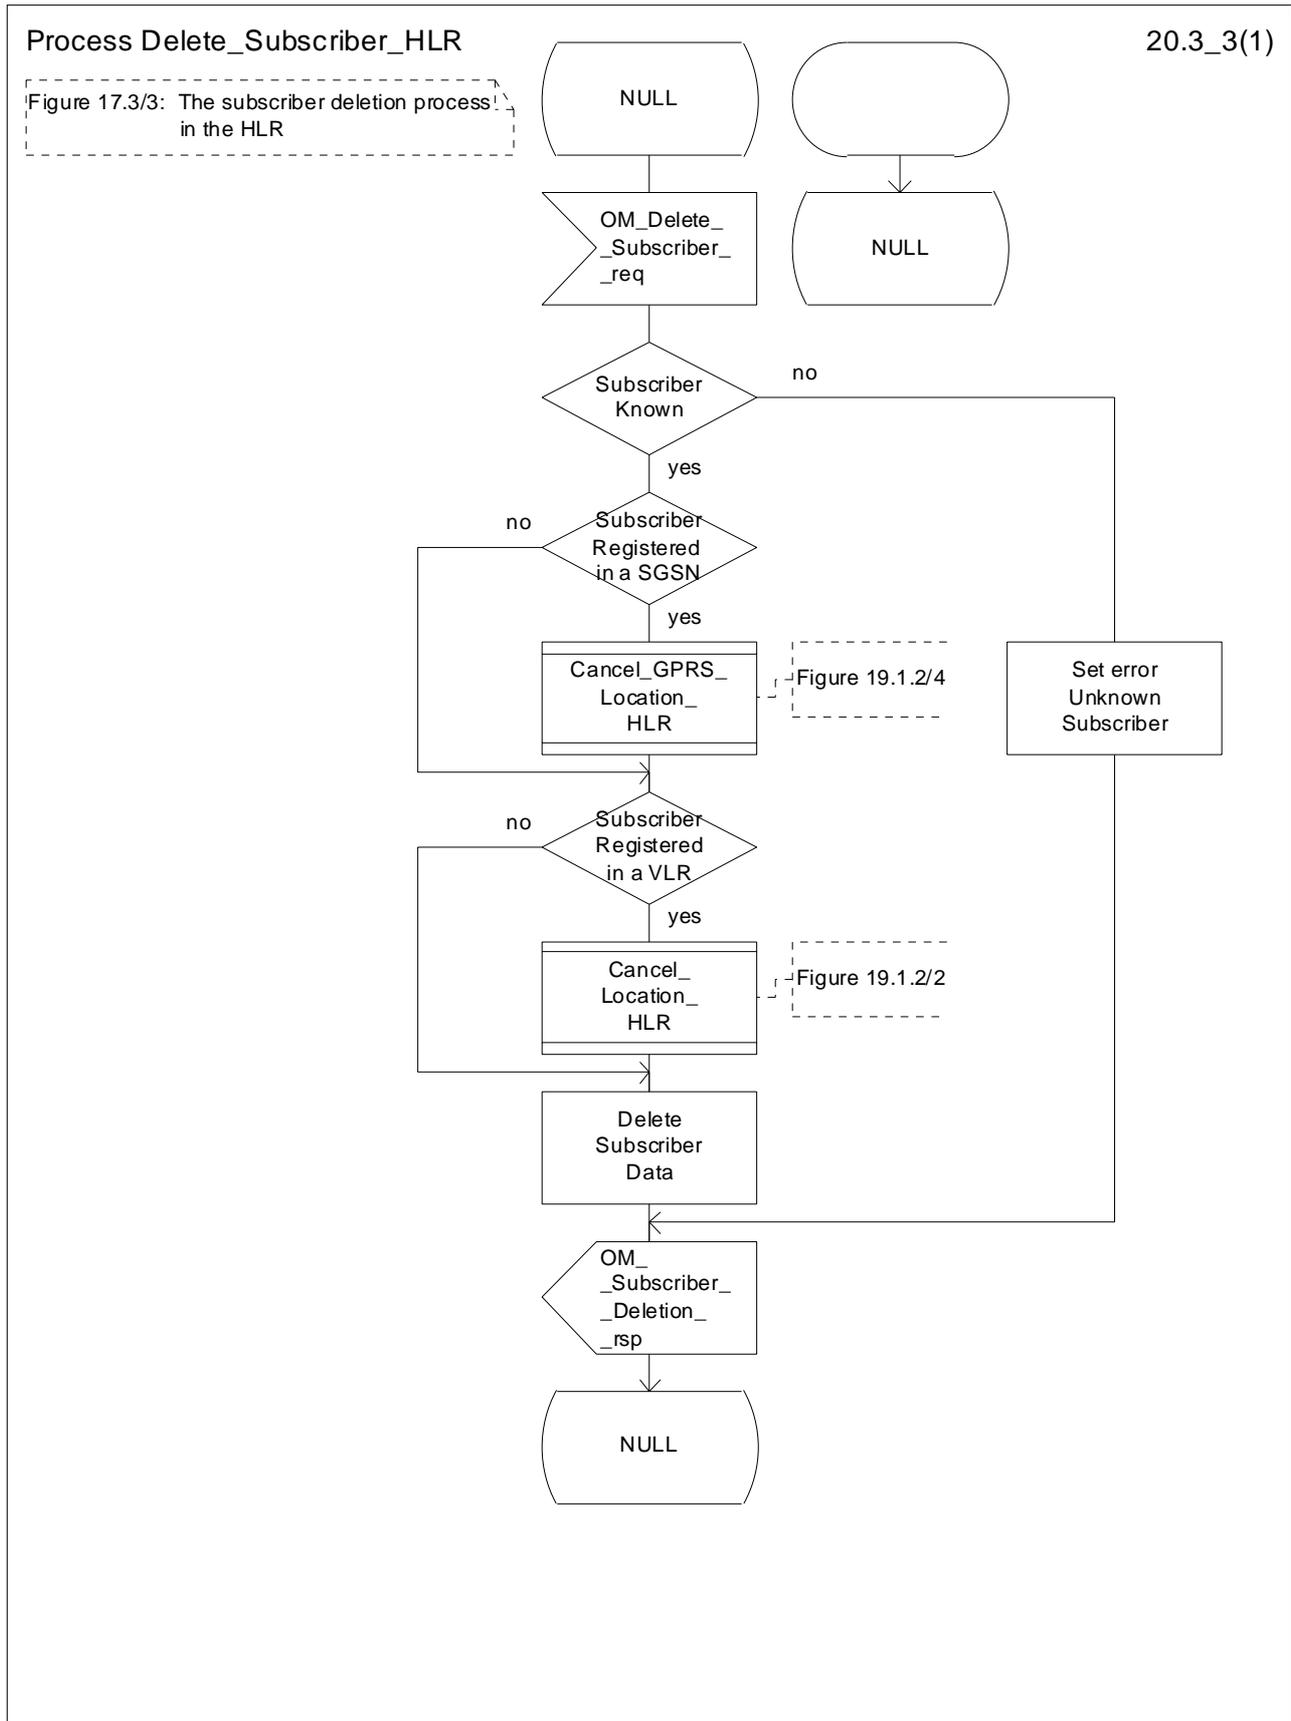 Process Delete_Subscriber_HLR
20.3_3(1)
Figure 17.3/3: The subscriber deletion process
in the HLR
NULL
OM_Delete_
_Subscriber_
_req
NULL
Subscriber
Known
no
yes
Subscriber
Registered
in a SGSN
no
yes
Cancel_GPRS_
Location_
HLR
Figure 19.1.2/4
Set error
Unknown
Subscriber
Subscriber
Registered
in a VLR
no
yes
Cancel_
Location_
HLR
Figure 19.1.2/2
Delete
Subscriber
Data
OM_
_Subscriber_
_Deletion_
_rsp
NULL